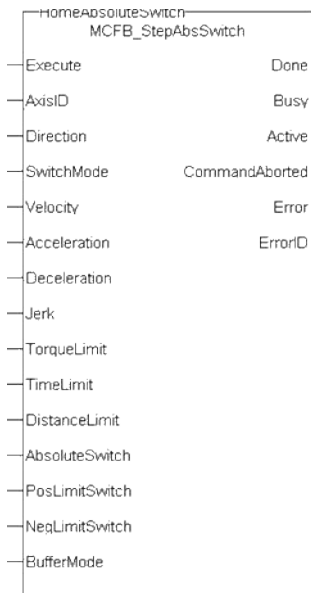 HomeAbsoluteSwitch
MCFB_StepAbsSwitch
Execute Done
AxisID Busy
Direction Active
SwitchMode CommandAborted
Velocity Error
Acceleration ErrorID
Deceleration
Jerk
TorqueLimit
TimeLimit
DistanceLimit
AbsoluteSwitch
PosLimitSwitch
NegLimitSwitch
BufferMode